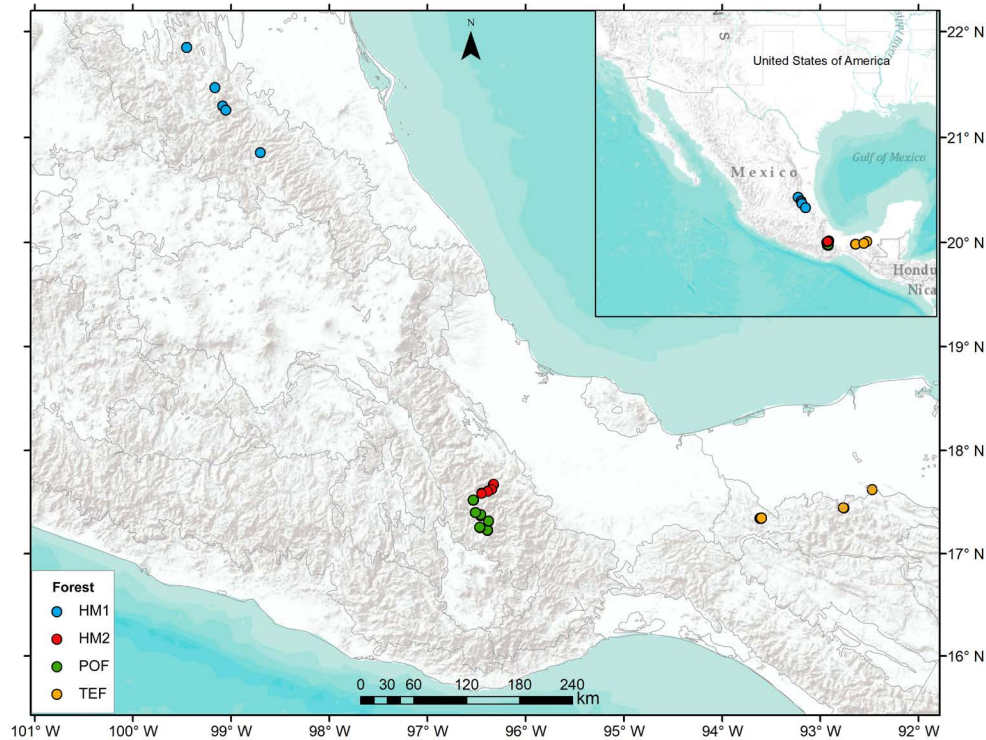 N
22° N
21° N
20° N
19° N
18° N
17° N
16° N
S
United States of America
Gulf of Mexico
Mexico
Hondu
Nica
Forest
HM1
HM2
POF
TEF
0 30 60 120 180 240
km
101° W 100° W 99° W 98° W 97° W 96° W 95° W 94° W 93° W 92° W